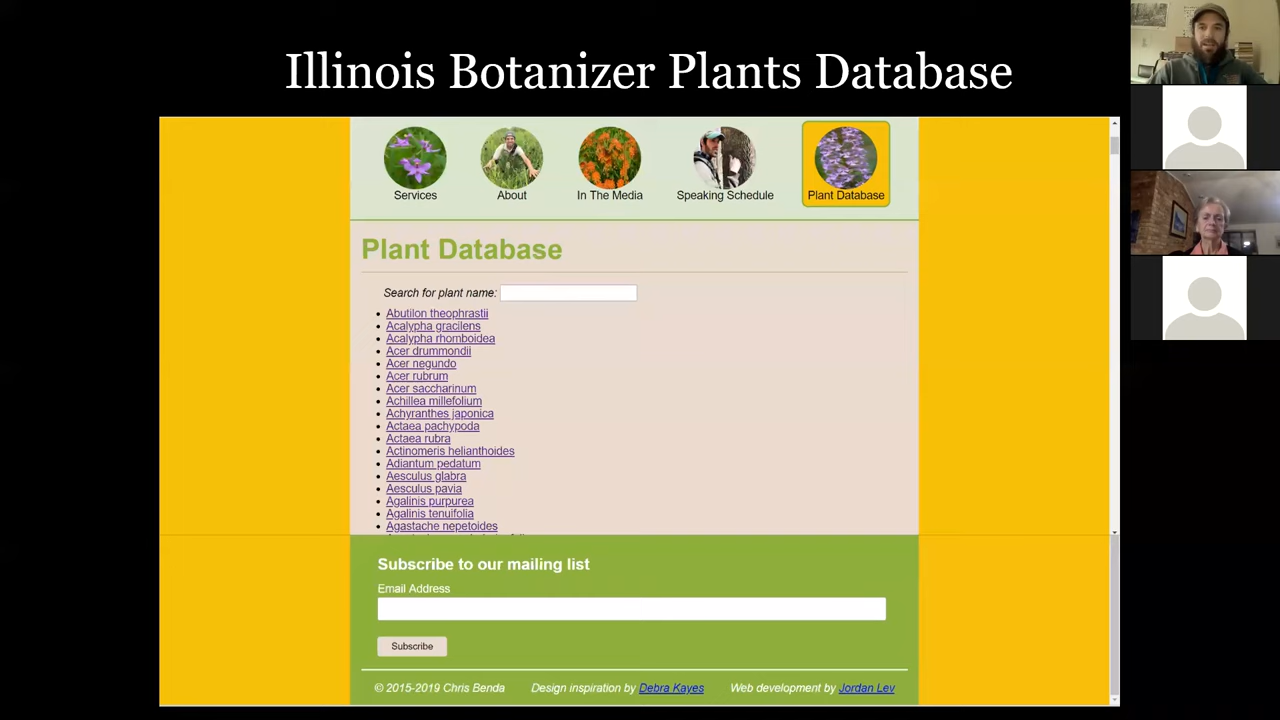 Illinois Botanizer Plants Database
Services About In The Media Speaking Schedule Plant Database
Plant Database
Search for plant name:
Abutilon theophrastii
Acalypha gracilens
Acalypha rhomboidea
Acer drummondii
Acer negundo
Acer rubrum
Acer saccharinum
Achillea millefolium
Achyranthes japonica
Actaea pachypoda
Actaea rubra
Actinomeris helianthoides
Adiantum pedatum
Aesculus glabra
Aesculus pavia
Agalinis purpurea
Agalinis tenuifolia
Agastache nepetoides
Subscribe to our mailing list
Email Address
Subscribe
© 2015-2019 Chris Benda Design inspiration by Debra Kayes Web development by Jordan Lev